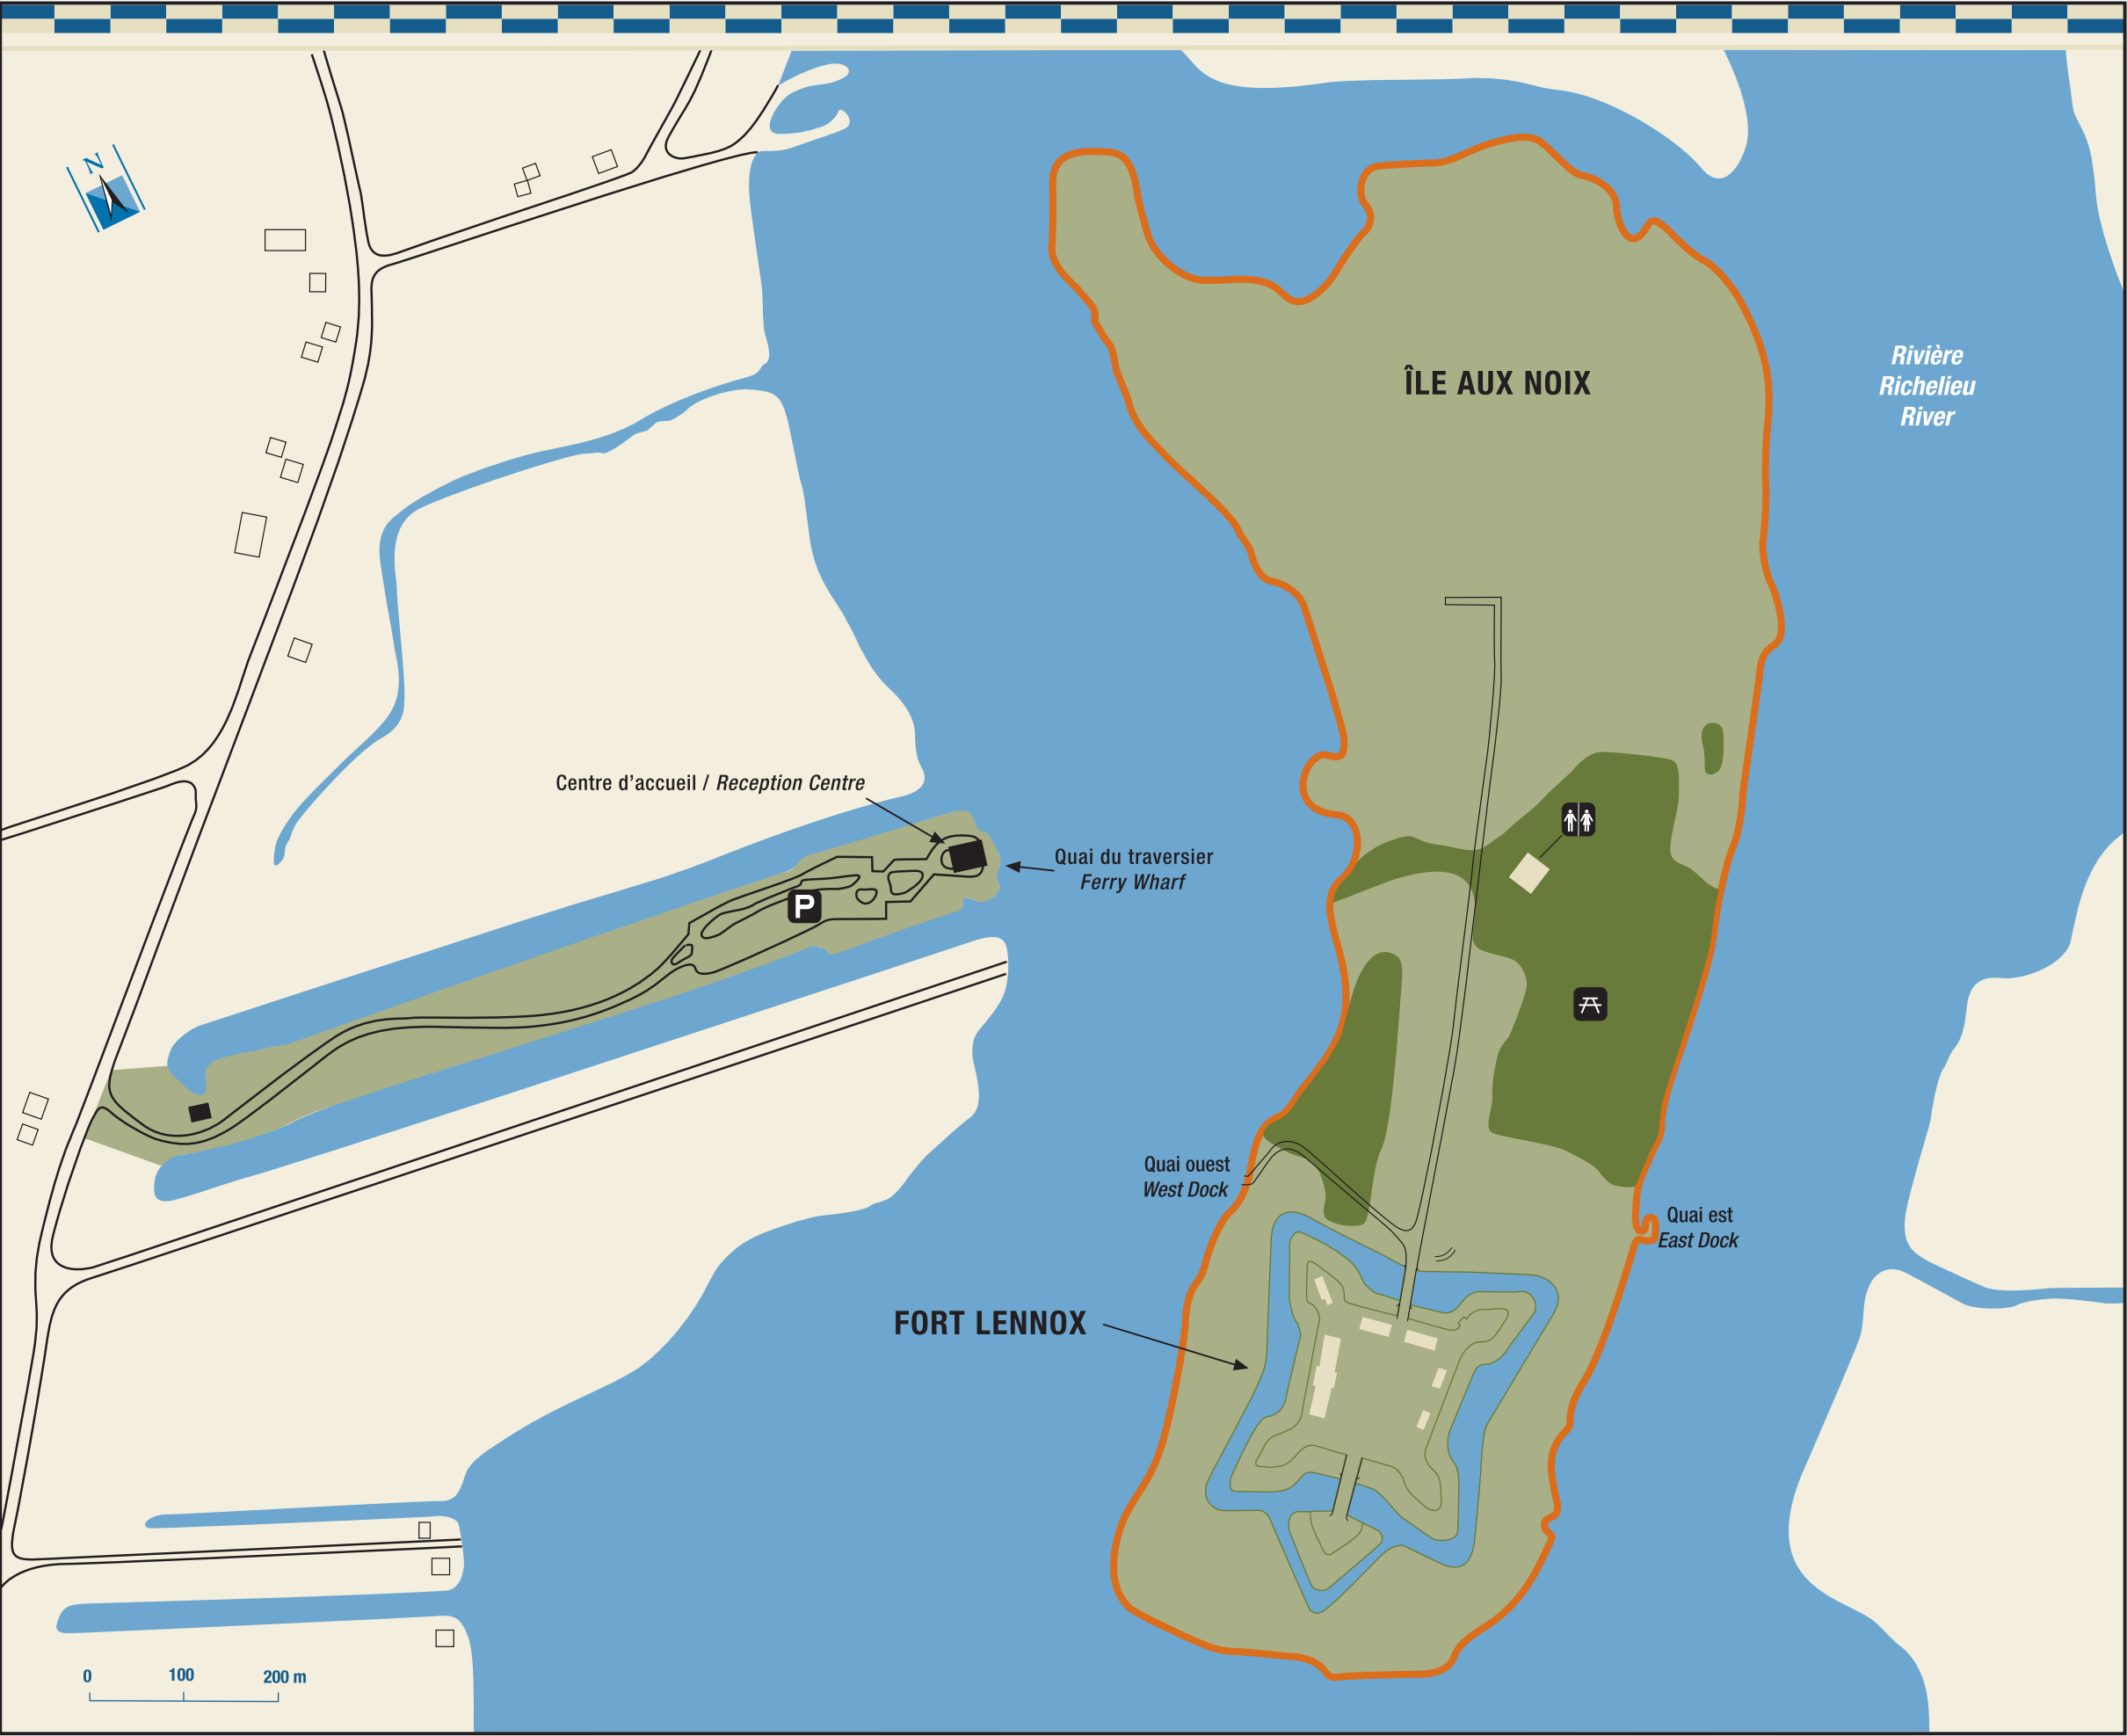 N
ÎLE AUX NOIX
Rivière
Richelieu
River
Centre d'accueil / Reception Centre
Quai du traversier
Ferry Wharf
P
Quai ouest
West Dock
Quai est
East Dock
FORT LENNOX
0 100 200 m